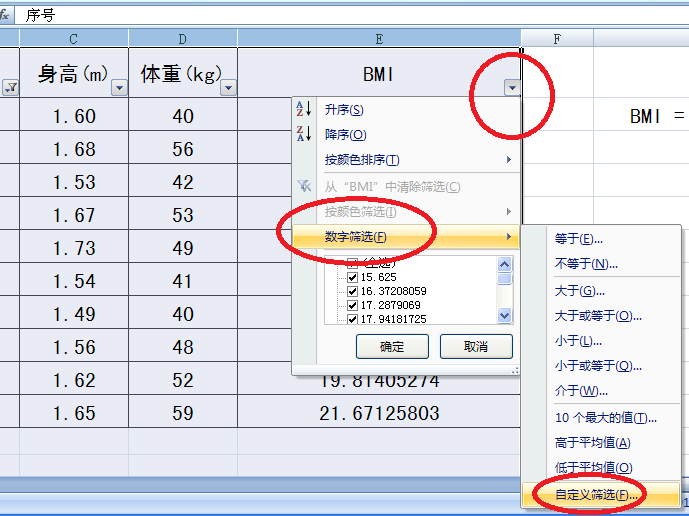 fx 序号
C D E F
身高(m) 体重(kg) BMI
1.60 40
BMI =
1.68 56
1.53 42
1.67 53
1.73 49
1.54 41
1.49 40
1.56 48
1.62 52 19.81405274
1.65 59 21.67125803
升序(S)
降序(O)
按颜色排序(T)
从“BMI”中清除筛选(C)
按颜色筛选(I)
数字筛选(F)
(全选)
15.625
16.37208059
17.2879069
17.94181725
确定 取消
等于(E)...
不等于(N)...
大于(G)...
大于或等于(O)...
小于(L)...
小于或等于(Q)...
介于(W)...
10 个最大的值(T)...
高于平均值(A)
低于平均值(O)
自定义筛选(F)...